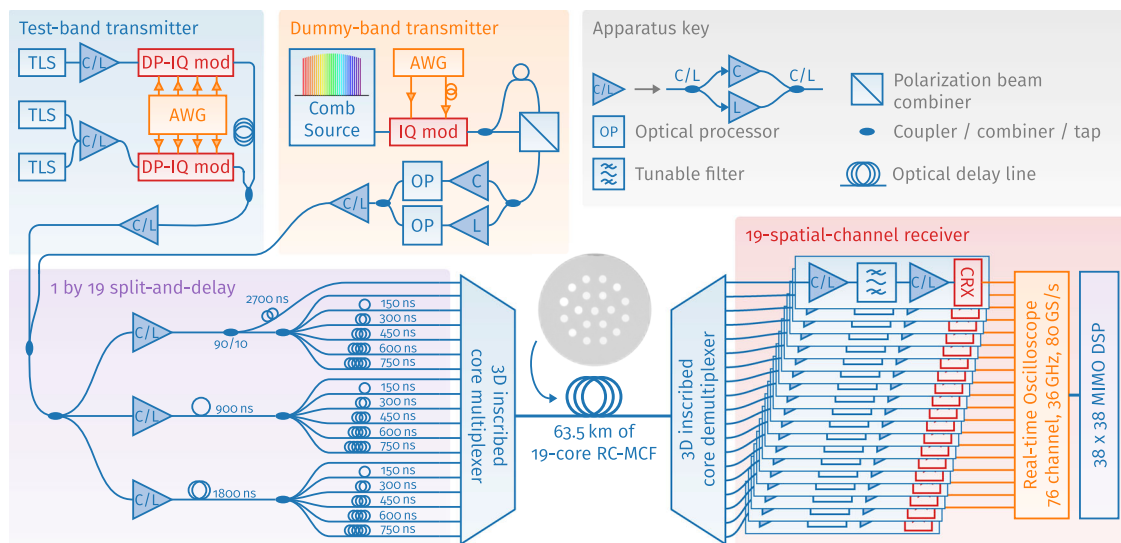 Test-band transmitter
TLS
C/L
DP-IQ mod
AWG
TLS
TLS
C/L
DP-IQ mod
C/L
Dummy-band transmitter
Comb
Source
AWG
IQ mod
OP
C
OP
L
C/L
Apparatus key
C/L
C/L
C
L
C/L
Polarization beam
combiner
OP
Optical processor
Coupler / combiner / tap
Tunable filter
Optical delay line
1 by 19 split-and-delay
2700 ns
C/L
90/10
150 ns
300 ns
450 ns
600 ns
750 ns
C/L
900 ns
150 ns
300 ns
450 ns
600 ns
750 ns
C/L
1800 ns
150 ns
300 ns
450 ns
600 ns
750 ns
3D inscribed
core multiplexer
63.5 km of
19-core RC-MCF
3D inscribed
core demultiplexer
19-spatial-channel receiver
C/L
C/L
CRX
Real-time Oscilloscope
76 channel, 36 GHz, 80 GS/s
38 x 38 MIMO DSP